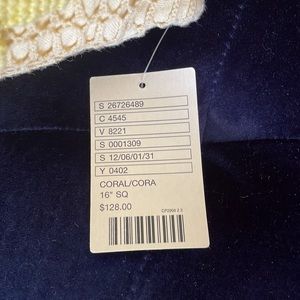 S 26726489
C 4545
V 8221
S 0001309
S 12/06/01/31
Y 0402
CORAL/CORA
16" SQ
$128.00